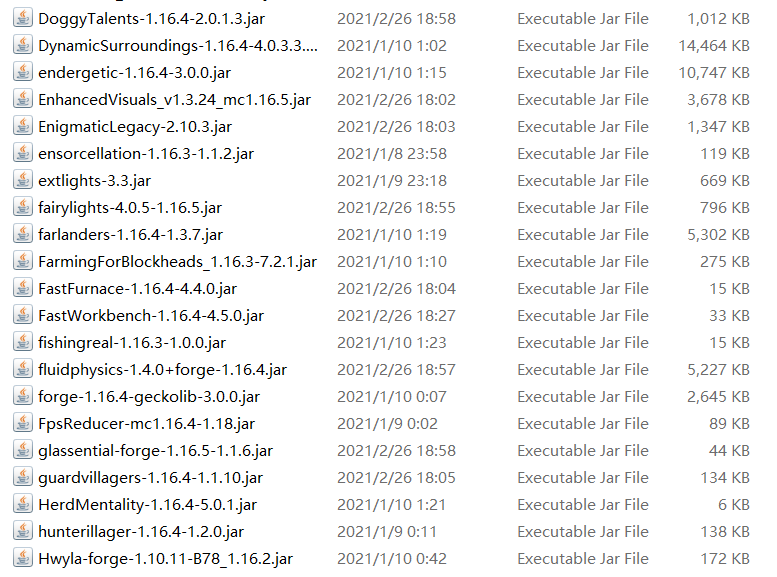 DoggyTalents-1.16.4-2.0.1.3.jar 2021/2/26 18:58 Executable Jar File 1,012 KB
DynamicSurroundings-1.16.4-4.0.3.3.... 2021/1/10 1:02 Executable Jar File 14,464 KB
endergetic-1.16.4-3.0.0.jar 2021/1/10 1:15 Executable Jar File 10,747 KB
EnhancedVisuals_v1.3.24_mc1.16.5.jar 2021/2/26 18:02 Executable Jar File 3,678 KB
EnigmaticLegacy-2.10.3.jar 2021/2/26 18:03 Executable Jar File 1,347 KB
ensorcellation-1.16.3-1.1.2.jar 2021/1/8 23:58 Executable Jar File 119 KB
extlights-3.3.jar 2021/1/9 23:18 Executable Jar File 669 KB
fairylights-4.0.5-1.16.5.jar 2021/2/26 18:55 Executable Jar File 796 KB
farlanders-1.16.4-1.3.7.jar 2021/1/10 1:19 Executable Jar File 5,302 KB
FarmingForBlockheads_1.16.3-7.2.1.jar 2021/1/10 1:10 Executable Jar File 275 KB
FastFurnace-1.16.4-4.4.0.jar 2021/2/26 18:04 Executable Jar File 15 KB
FastWorkbench-1.16.4-4.5.0.jar 2021/2/26 18:27 Executable Jar File 33 KB
fishingreal-1.16.3-1.0.0.jar 2021/1/10 1:23 Executable Jar File 15 KB
fluidphysics-1.4.0+forge-1.16.4.jar 2021/2/26 18:57 Executable Jar File 5,227 KB
forge-1.16.4-geckolib-3.0.0.jar 2021/1/10 0:07 Executable Jar File 2,645 KB
FpsReducer-mc1.16.4-1.18.jar 2021/1/9 0:02 Executable Jar File 89 KB
glassential-forge-1.16.5-1.1.6.jar 2021/2/26 18:58 Executable Jar File 44 KB
guardvillagers-1.16.4-1.1.10.jar 2021/2/26 18:05 Executable Jar File 134 KB
HerdMentality-1.16.4-5.0.1.jar 2021/1/10 1:21 Executable Jar File 6 KB
hunterillager-1.16.4-1.2.0.jar 2021/1/9 0:11 Executable Jar File 138 KB
Hwyla-forge-1.10.11-B78_1.16.2.jar 2021/1/10 0:42 Executable Jar File 172 KB